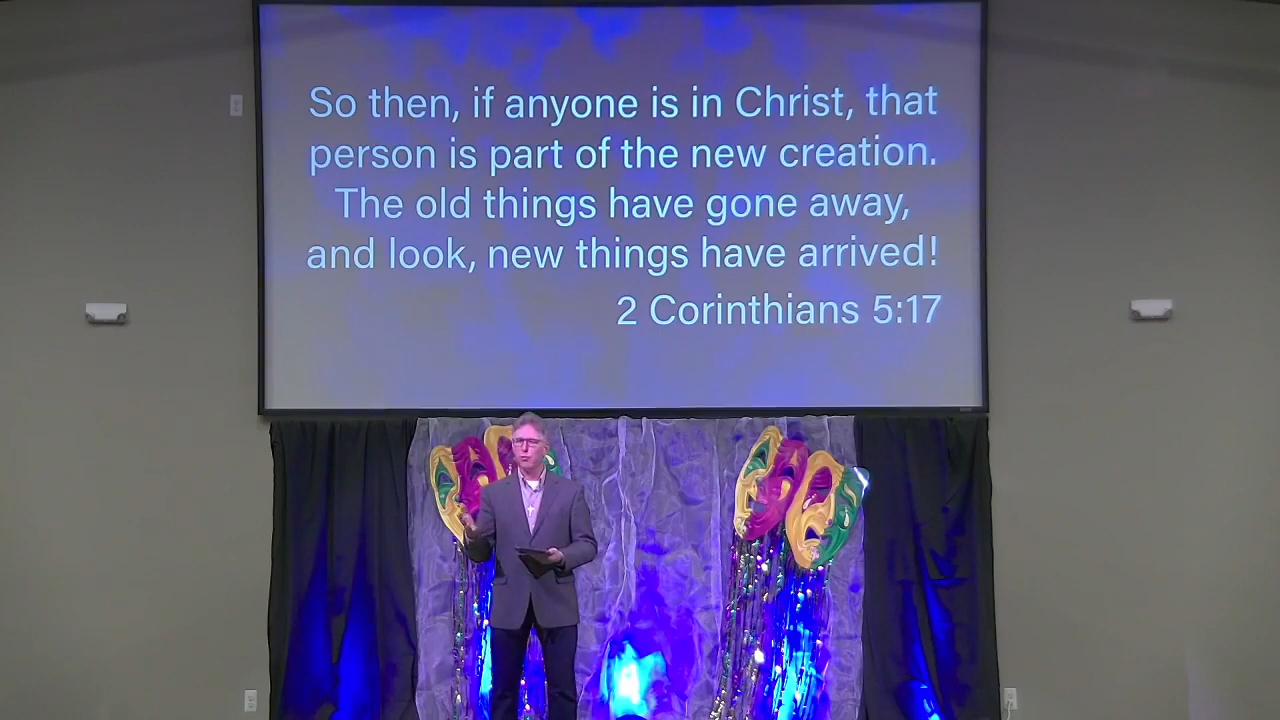 So then, if anyone is in Christ, that
person is part of the new creation.
The old things have gone away,
and look, new things have arrived!
2 Corinthians 5:17